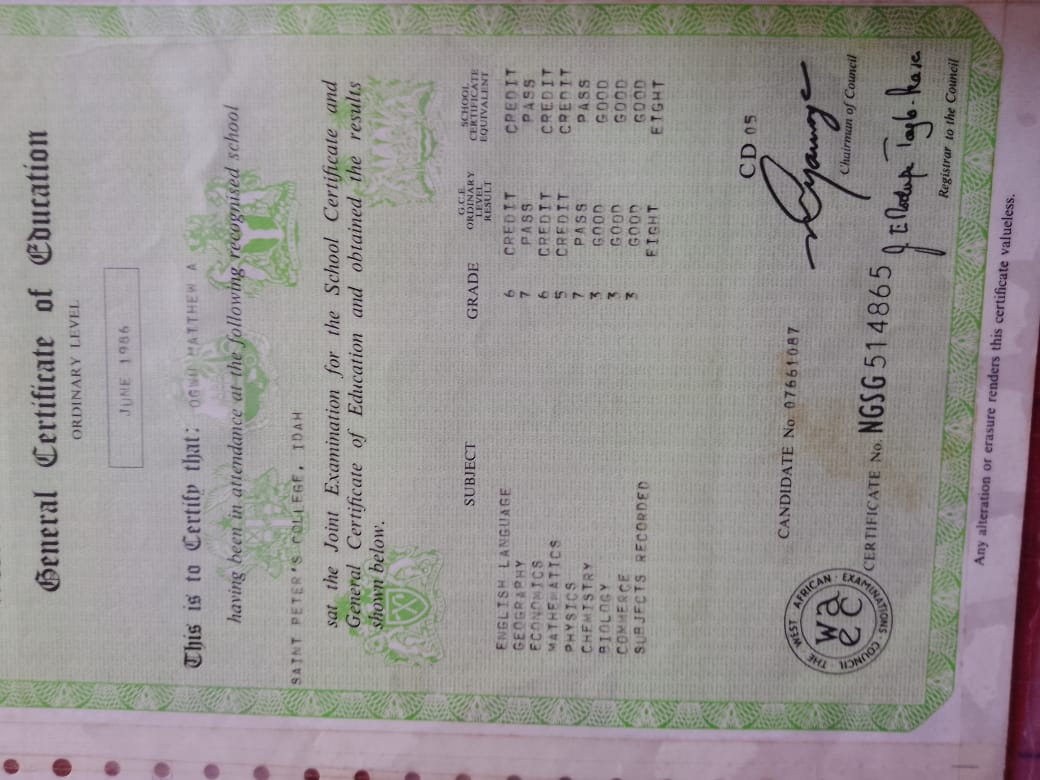 General Certificate of Education
ORDINARY LEVEL
JUNE 1986
This is to Certify that: OGWU MATTHEW A
having been in attendance at the following recognised school
SAINT PETER'S COLLEGE, IDAH
sat the Joint Examination for the School Certificate and
General Certificate of Education and obtained the results
shown below.
SUBJECT GRADE G.C.E. ORDINARY LEVEL RESULT SCHOOL CERTIFICATE EQUIVALENT
ENGLISH LANGUAGE 6 CREDIT CREDIT
GEOGRAPHY 7 PASS PASS
ECONOMICS 6 CREDIT CREDIT
MATHEMATICS 5 CREDIT CREDIT
PHYSICS 7 PASS PASS
CHEMISTRY 3 GOOD GOOD
BIOLOGY 3 GOOD GOOD
COMMERCE 3 GOOD GOOD
SUBJECTS RECORDED EIGHT EIGHT
CD 05
CANDIDATE No. 07661087
Chairman of Council
THE WEST AFRICAN EXAMINATIONS COUNCIL
wa
ec
CERTIFICATE No. NGSG 514865
Registrar to the Council
Any alteration or erasure renders this certificate valueless.